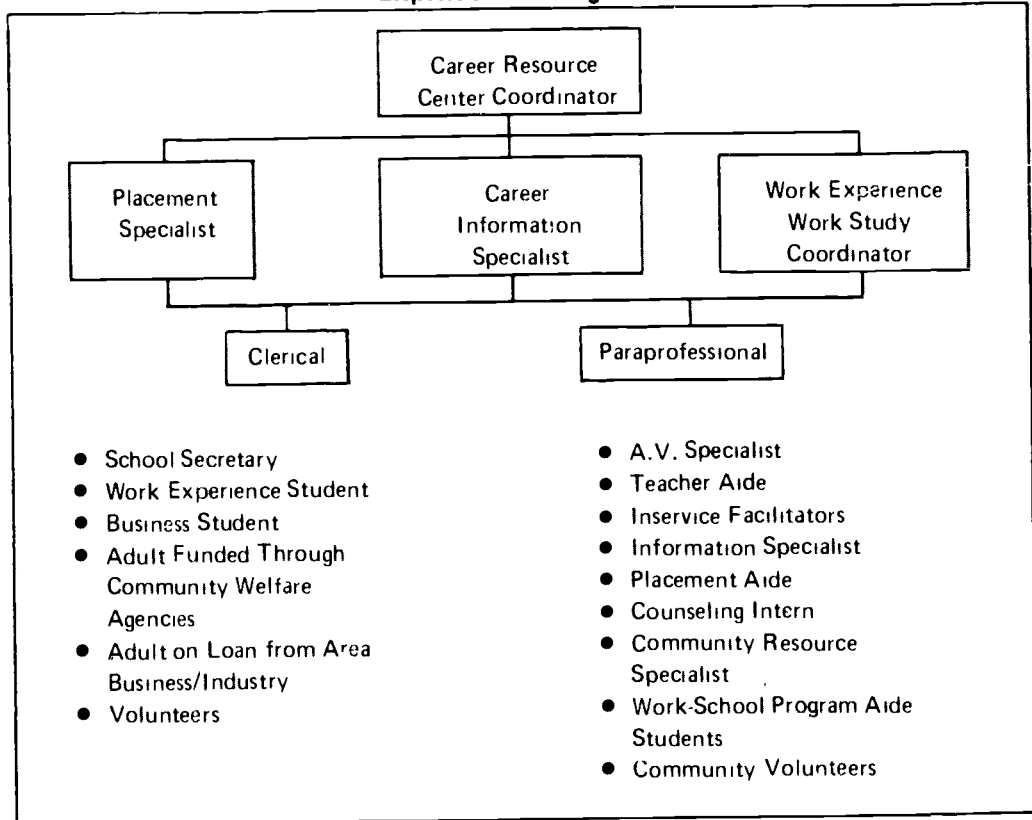 Career Resource
Center Coordinator
Placement
Specialist
Career
Information
Specialist
Work Experience
Work Study
Coordinator
Clerical
Paraprofessional
● School Secretary
● Work Experience Student
● Business Student
● Adult Funded Through
Community Welfare
Agencies
● Adult on Loan from Area
Business/Industry
● Volunteers
● A.V. Specialist
● Teacher Aide
● Inservice Facilitators
● Information Specialist
● Placement Aide
● Counseling Intern
● Community Resource
Specialist
● Work-School Program Aide
Students
● Community Volunteers